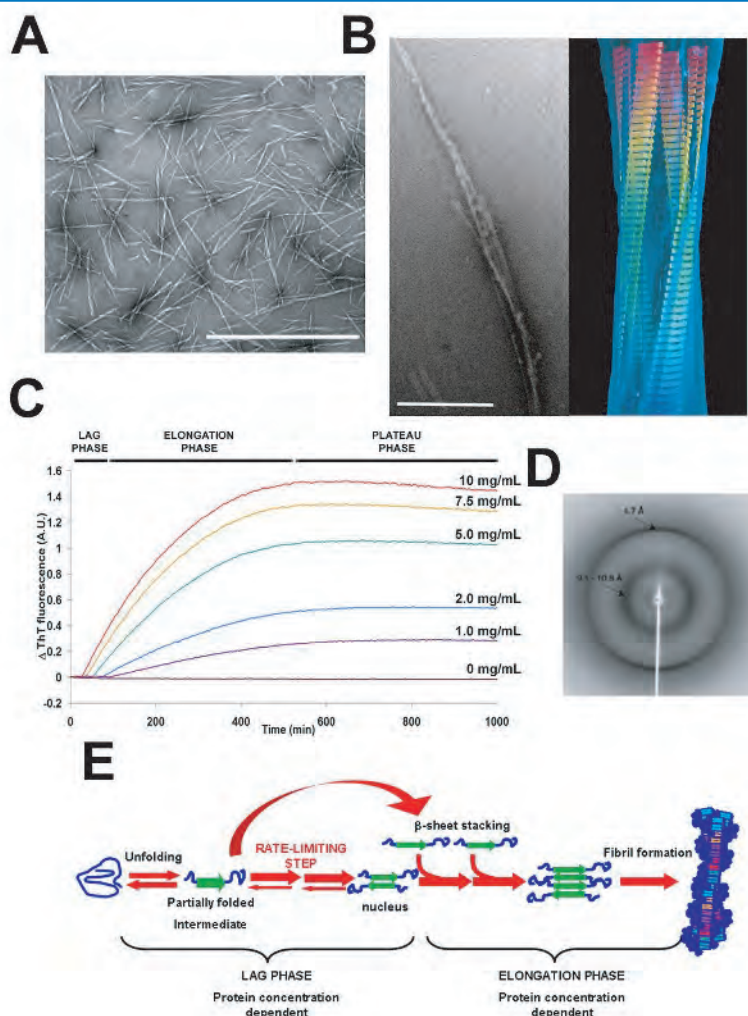 A
B
C
LAG
PHASE
ELONGATION
PHASE
PLATEAU
PHASE
1.6
1.4
1.2
1
0.8
0.6
0.4
0.2
0
-0.2
Δ ThT fluorescence (A.U.)
10 mg/mL
7.5 mg/mL
5.0 mg/mL
2.0 mg/mL
1.0 mg/mL
0 mg/mL
0 200 400 600 800 1000
Time (min)
D
4.7 Å
E
Unfolding
Partially folded
Intermediate
RATE-LIMITING
STEP
nucleus
β-sheet stacking
Fibril formation
LAG PHASE
Protein concentration
dependent
ELONGATION PHASE
Protein concentration
dependent